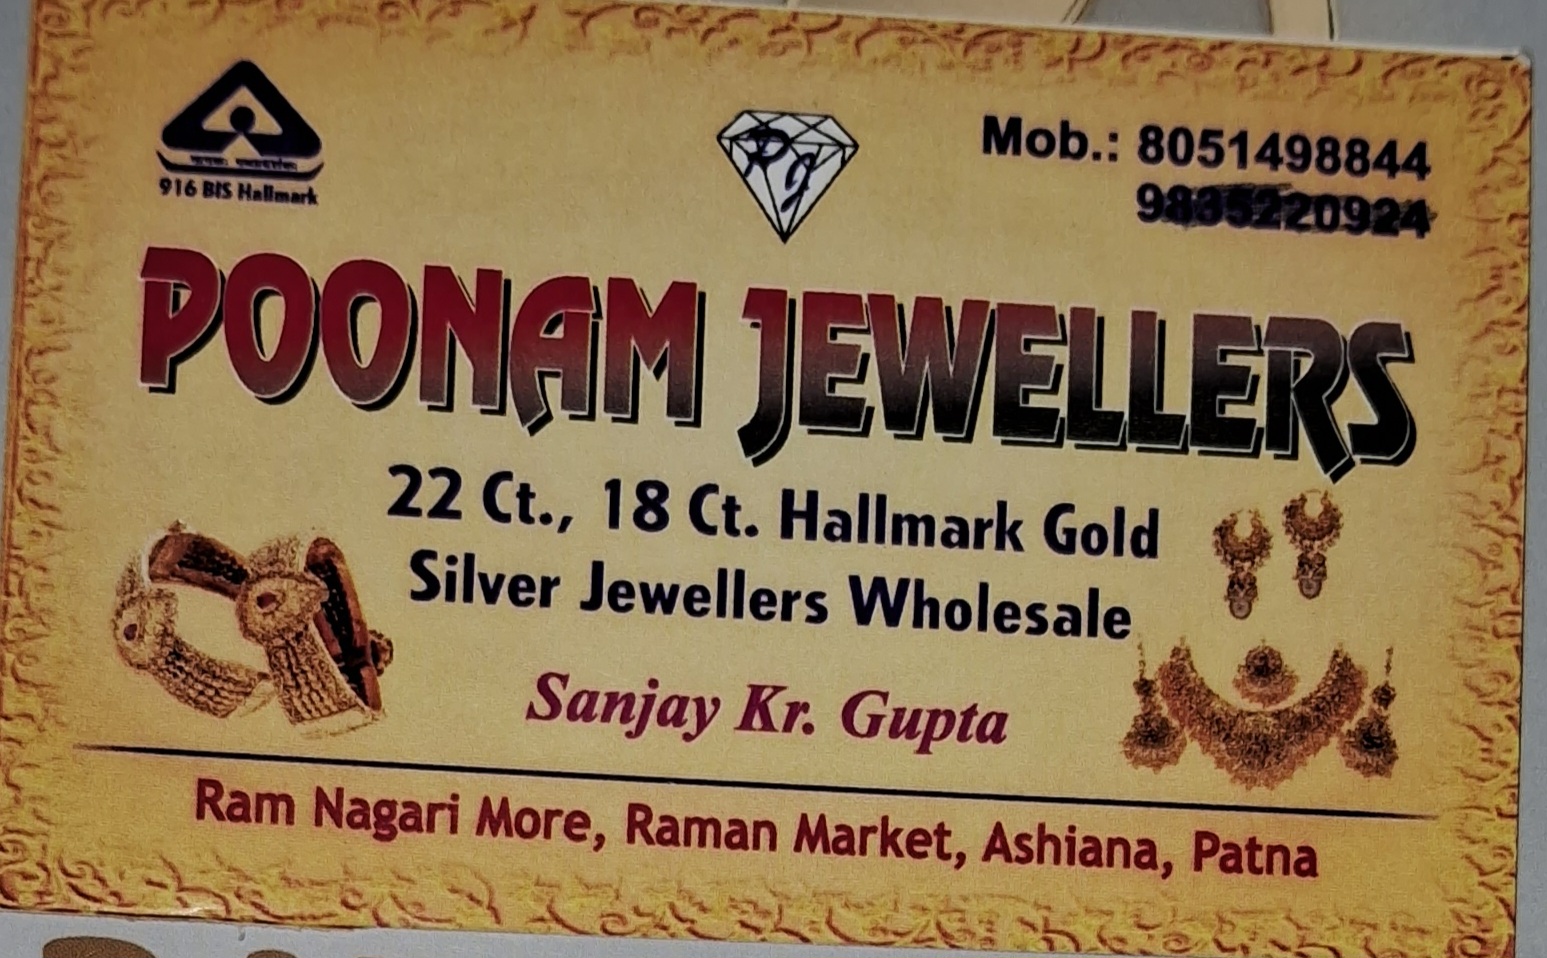 916 BIS Hallmark
Pg
Mob.: 8051498844
9835220924
POONAM JEWELLERS
22 Ct., 18 Ct. Hallmark Gold
Silver Jewellers Wholesale
Sanjay Kr. Gupta
Ram Nagari More, Raman Market, Ashiana, Patna